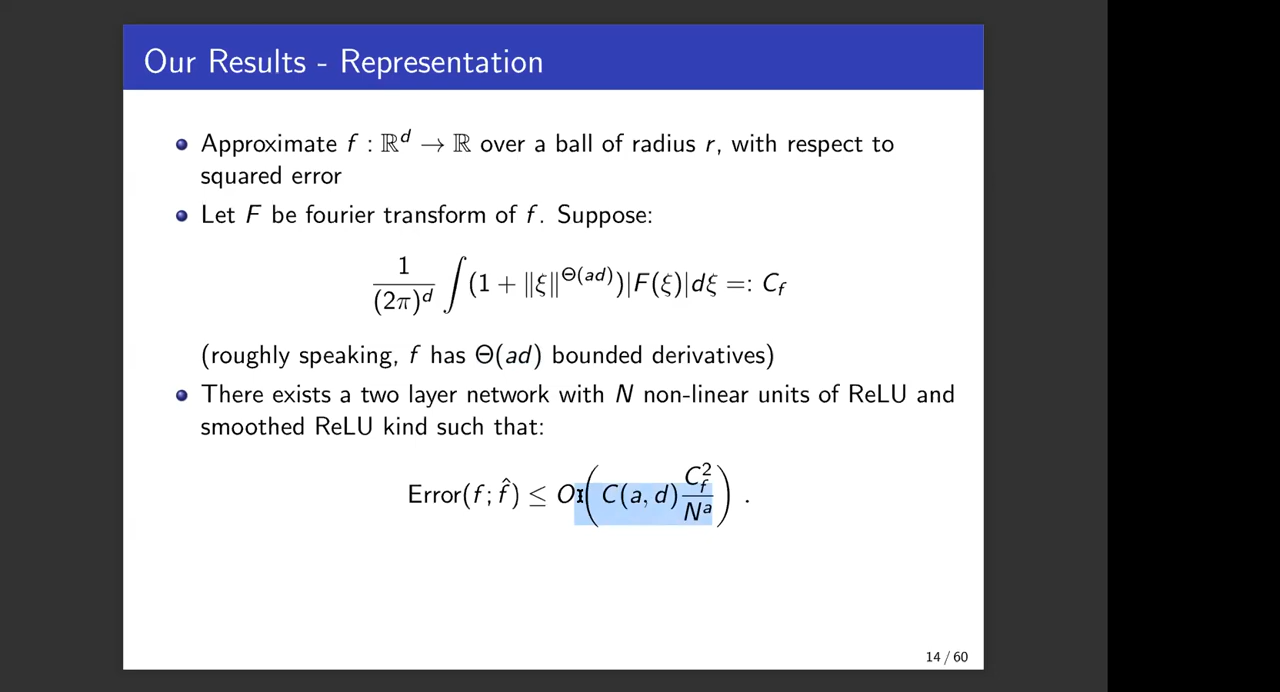 Our Results - Representation
Approximate f : ℝᵈ → ℝ over a ball of radius r, with respect to
squared error
Let F be fourier transform of f. Suppose:
1/(2π)ᵈ ∫(1 + ‖ξ‖^Θ(ad))|F(ξ)|dξ =: C_f
(roughly speaking, f has Θ(ad) bounded derivatives)
There exists a two layer network with N non-linear units of ReLU and
smoothed ReLU kind such that:
Error(f; f̂) ≤ O(C(a, d) C_f²/Nᵃ) .
14 / 60